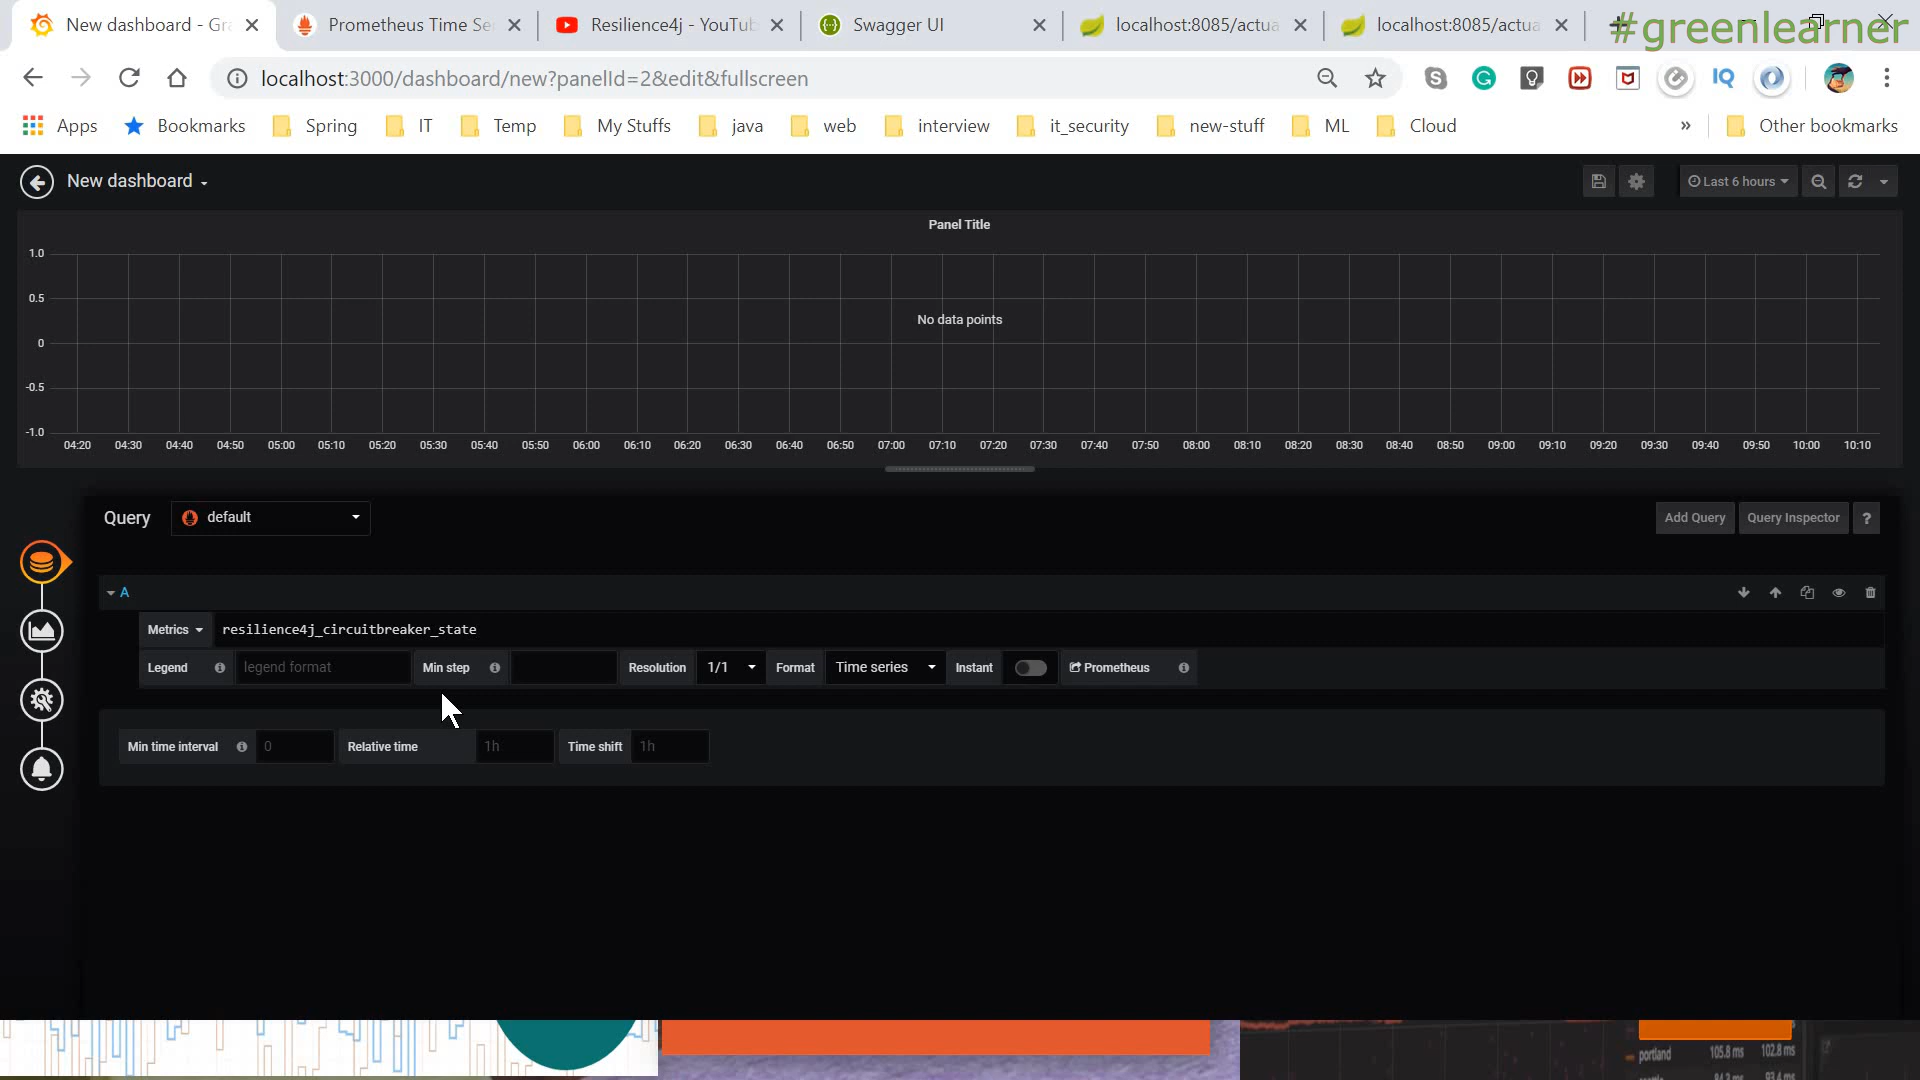 New dashboard - Gra
Prometheus Time Se
Resilience4j - YouTub
Swagger UI
localhost:8085/actua
localhost:8085/actua
#greenlearner
localhost:3000/dashboard/new?panelId=2&edit&fullscreen
IQ
Apps
Bookmarks
Spring
IT
Temp
My Stuffs
java
web
interview
it_security
new-stuff
ML
Cloud
»
Other bookmarks
New dashboard
Last 6 hours
Panel Title
1.0
0.5
0
-0.5
-1.0
No data points
04:20 04:30 04:40 04:50 05:00 05:10 05:20 05:30 05:40 05:50 06:00 06:10 06:20 06:30 06:40 06:50 07:00 07:10 07:20 07:30 07:40 07:50 08:00 08:10 08:20 08:30 08:40 08:50 09:00 09:10 09:20 09:30 09:40 09:50 10:00 10:10
Query
default
Add Query
Query Inspector
?
A
Metrics
resilience4j_circuitbreaker_state
Legend
legend format
Min step
Resolution
1/1
Format
Time series
Instant
Prometheus
Min time interval
0
Relative time
1h
Time shift
1h
portland 105.8 ms 102.8 ms